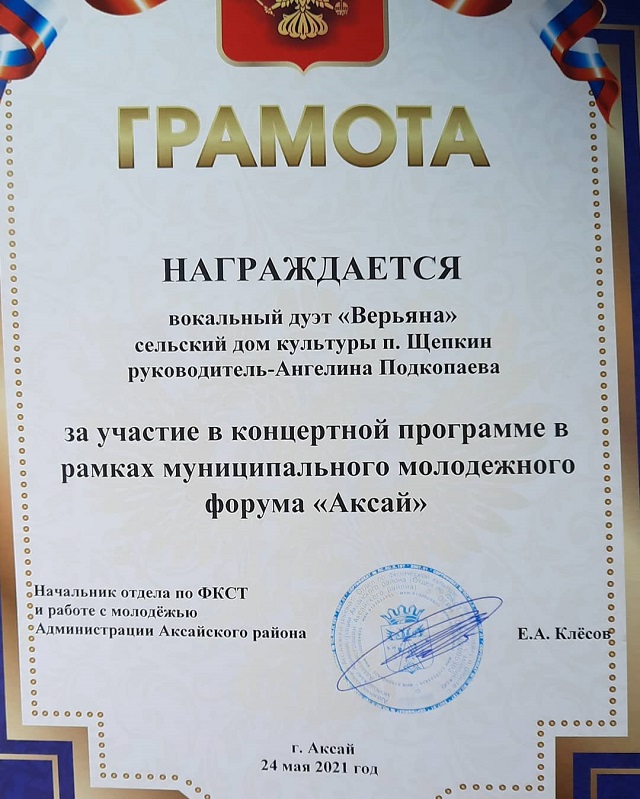 ГРАМОТА
НАГРАЖДАЕТСЯ
вокальный дуэт «Верьяна»
сельский дом культуры п. Щепкин
руководитель-Ангелина Подкопаева
за участие в концертной программе в
рамках муниципального молодежного
форума «Аксай»
Начальник отдела по ФКСТ
и работе с молодёжью
Администрации Аксайского района
Е.А. Клёсов
г. Аксай
24 мая 2021 год